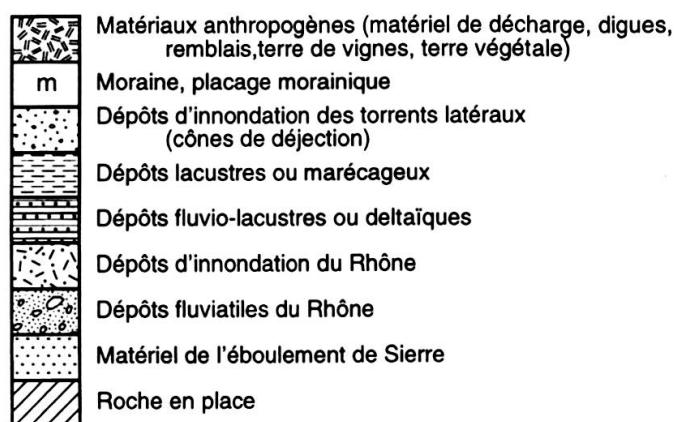 Matériaux anthropogènes (matériel de décharge, digues,
remblais,terre de vignes, terre végétale)
m Moraine, placage morainique
Dépôts d'innondation des torrents latéraux
(cônes de déjection)
Dépôts lacustres ou marécageux
Dépôts fluvio-lacustres ou deltaïques
Dépôts d'innondation du Rhône
Dépôts fluviatiles du Rhône
Matériel de l'éboulement de Sierre
Roche en place